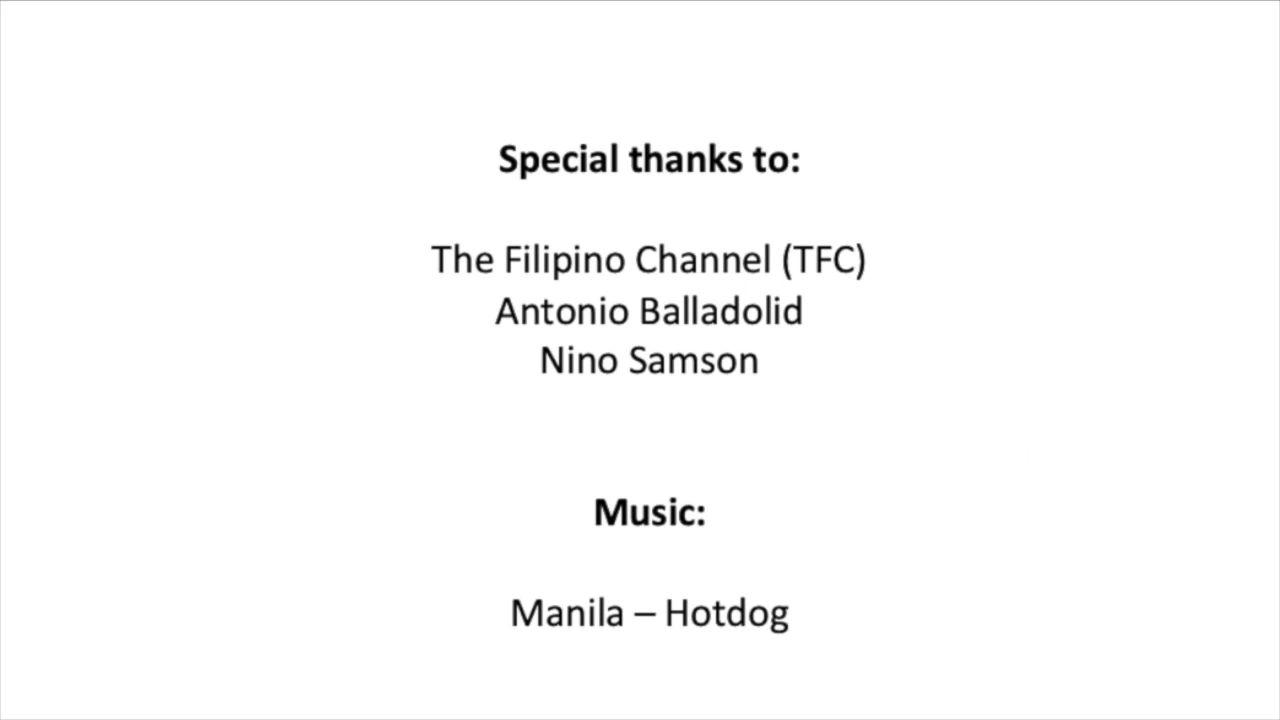 Special thanks to:
The Filipino Channel (TFC)
Antonio Balladolid
Nino Samson
Music:
Manila – Hotdog